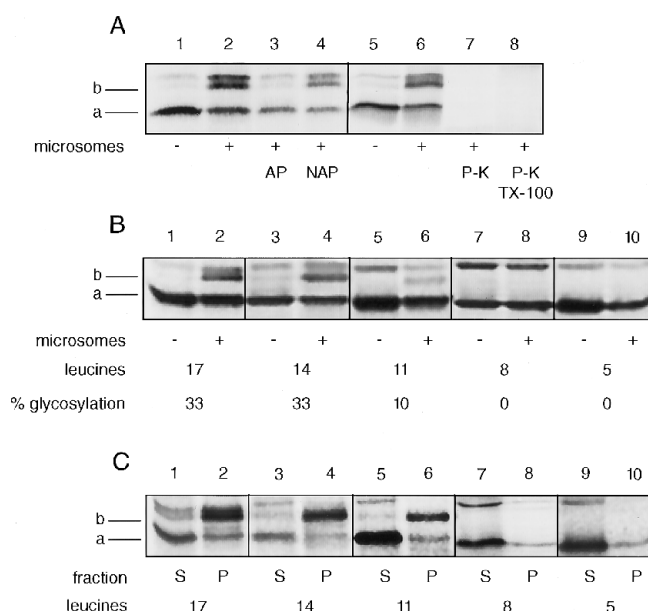 A
1 2 3 4 5 6 7 8
b
a
microsomes - + + + - + + +
AP NAP P-K P-K
TX-100
B
1 2 3 4 5 6 7 8 9 10
b
a
microsomes - + - + - + - + - +
leucines 17 14 11 8 5
% glycosylation 33 33 10 0 0
C
1 2 3 4 5 6 7 8 9 10
b
a
fraction S P S P S P S P S P
leucines 17 14 11 8 5